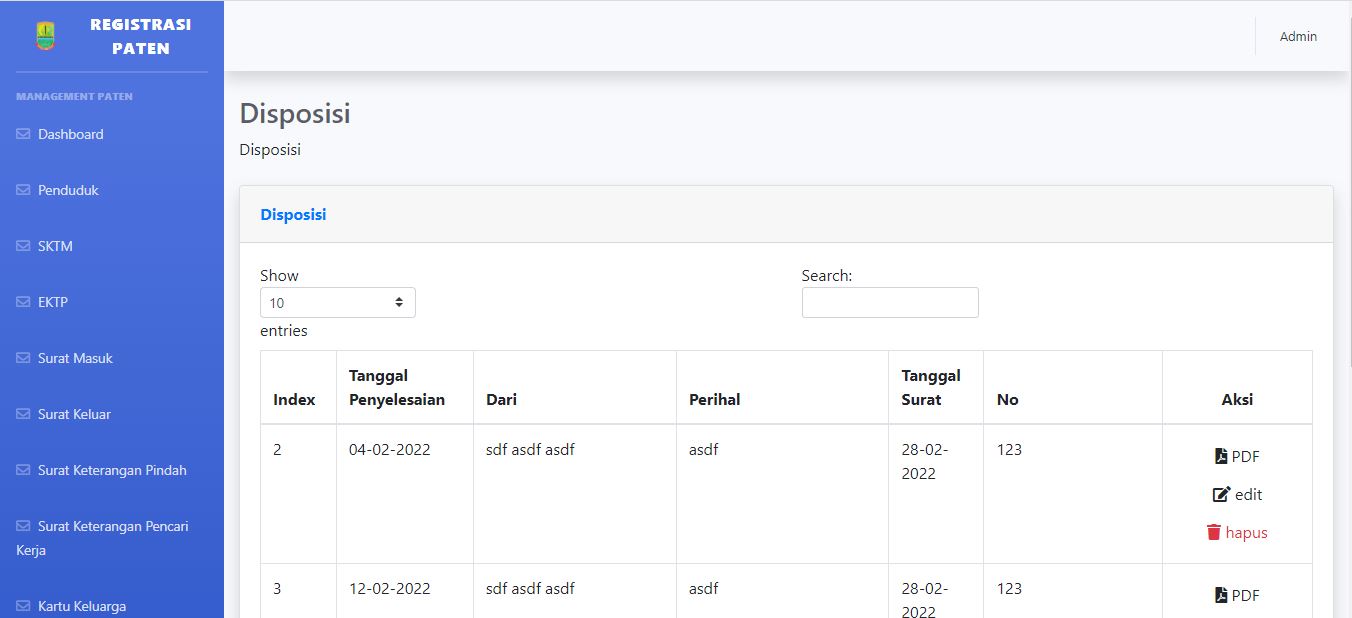 REGISTRASI
PATEN
Admin
MANAGEMENT PATEN
Dashboard
Penduduk
SKTM
EKTP
Surat Masuk
Surat Keluar
Surat Keterangan Pindah
Surat Keterangan Pencari
Kerja
Kartu Keluarga
Disposisi
Disposisi
Disposisi
Show
10
entries
Search:
Index Tanggal Penyelesaian Dari Perihal Tanggal Surat No Aksi
2 04-02-2022 sdf asdf asdf asdf 28-02-2022 123 PDF
edit
hapus
3 12-02-2022 sdf asdf asdf asdf 28-02-2022 123 PDF